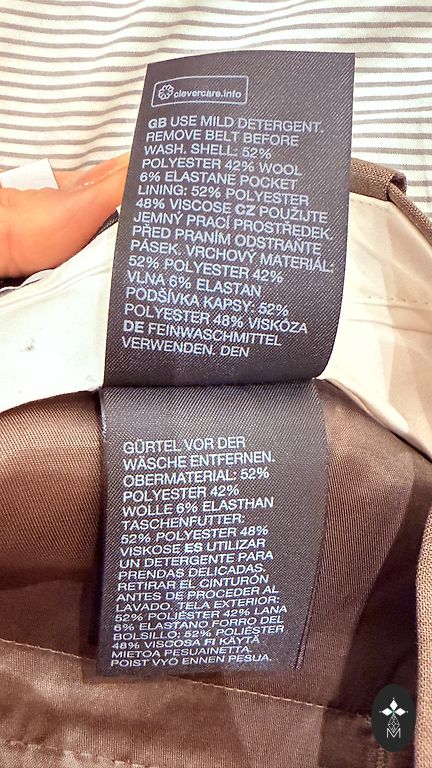 clevercare.info
GB USE MILD DETERGENT.
REMOVE BELT BEFORE
WASH. SHELL: 52%
POLYESTER 42% WOOL
6% ELASTANE POCKET
LINING: 52% POLYESTER
48% VISCOSE CZ POUŽIJTE
JEMNÝ PRACÍ PROSTŘEDEK.
PŘED PRANÍM ODSTRAŇTE
PÁSEK. VRCHOVÝ MATERIÁL:
52% POLYESTER 42%
VLNA 6% ELASTAN
PODŠÍVKA KAPSY: 52%
POLYESTER 48% VISKÓZA
DE FEINWASCHMITTEL
VERWENDEN. DEN
GÜRTEL VOR DER
WÄSCHE ENTFERNEN.
OBERMATERIAL: 52%
POLYESTER 42%
WOLLE 6% ELASTHAN
TASCHENFUTTER:
52% POLYESTER 48%
VISKOSE ES UTILIZAR
UN DETERGENTE PARA
PRENDAS DELICADAS.
RETIRAR EL CINTURÓN
ANTES DE PROCEDER AL
LAVADO. TELA EXTERIOR:
52% POLIÉSTER 42% LANA
6% ELASTANO FORRO DEL
BOLSILLO: 52% POLIÉSTER
48% VISCOSA FI KÄYTÄ
MIETOA PESUAINETTA.
POIST VYÖ ENNEN PESUA.
M